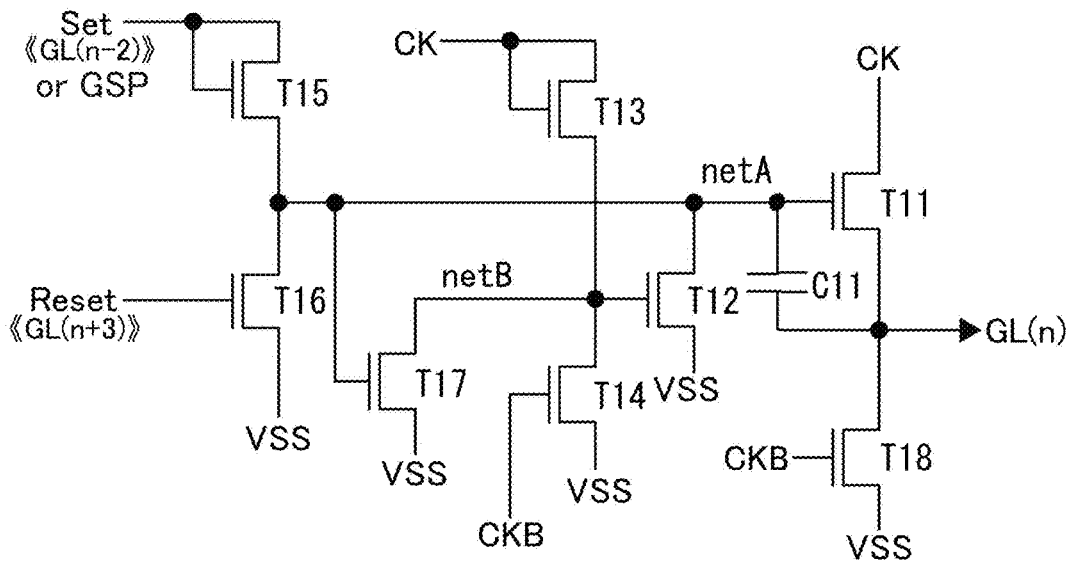 Set
《GL(n-2)》
or GSP
T15
CK
T13
CK
netA
T11
Reset
《GL(n+3)》
T16
netB
T12
C11
GL(n)
T17
T14
VSS
VSS
VSS
CKB
VSS
CKB
T18
VSS